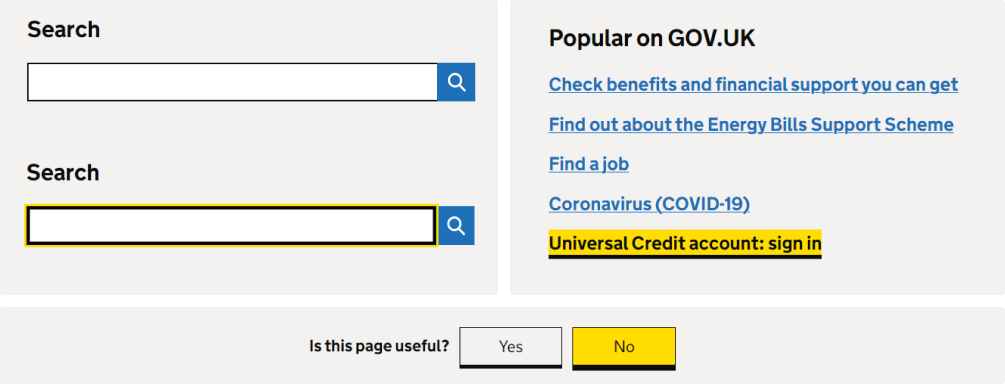 Search
Search
Popular on GOV.UK
Check benefits and financial support you can get
Find out about the Energy Bills Support Scheme
Find a job
Coronavirus (COVID-19)
Universal Credit account: sign in
Is this page useful? Yes No